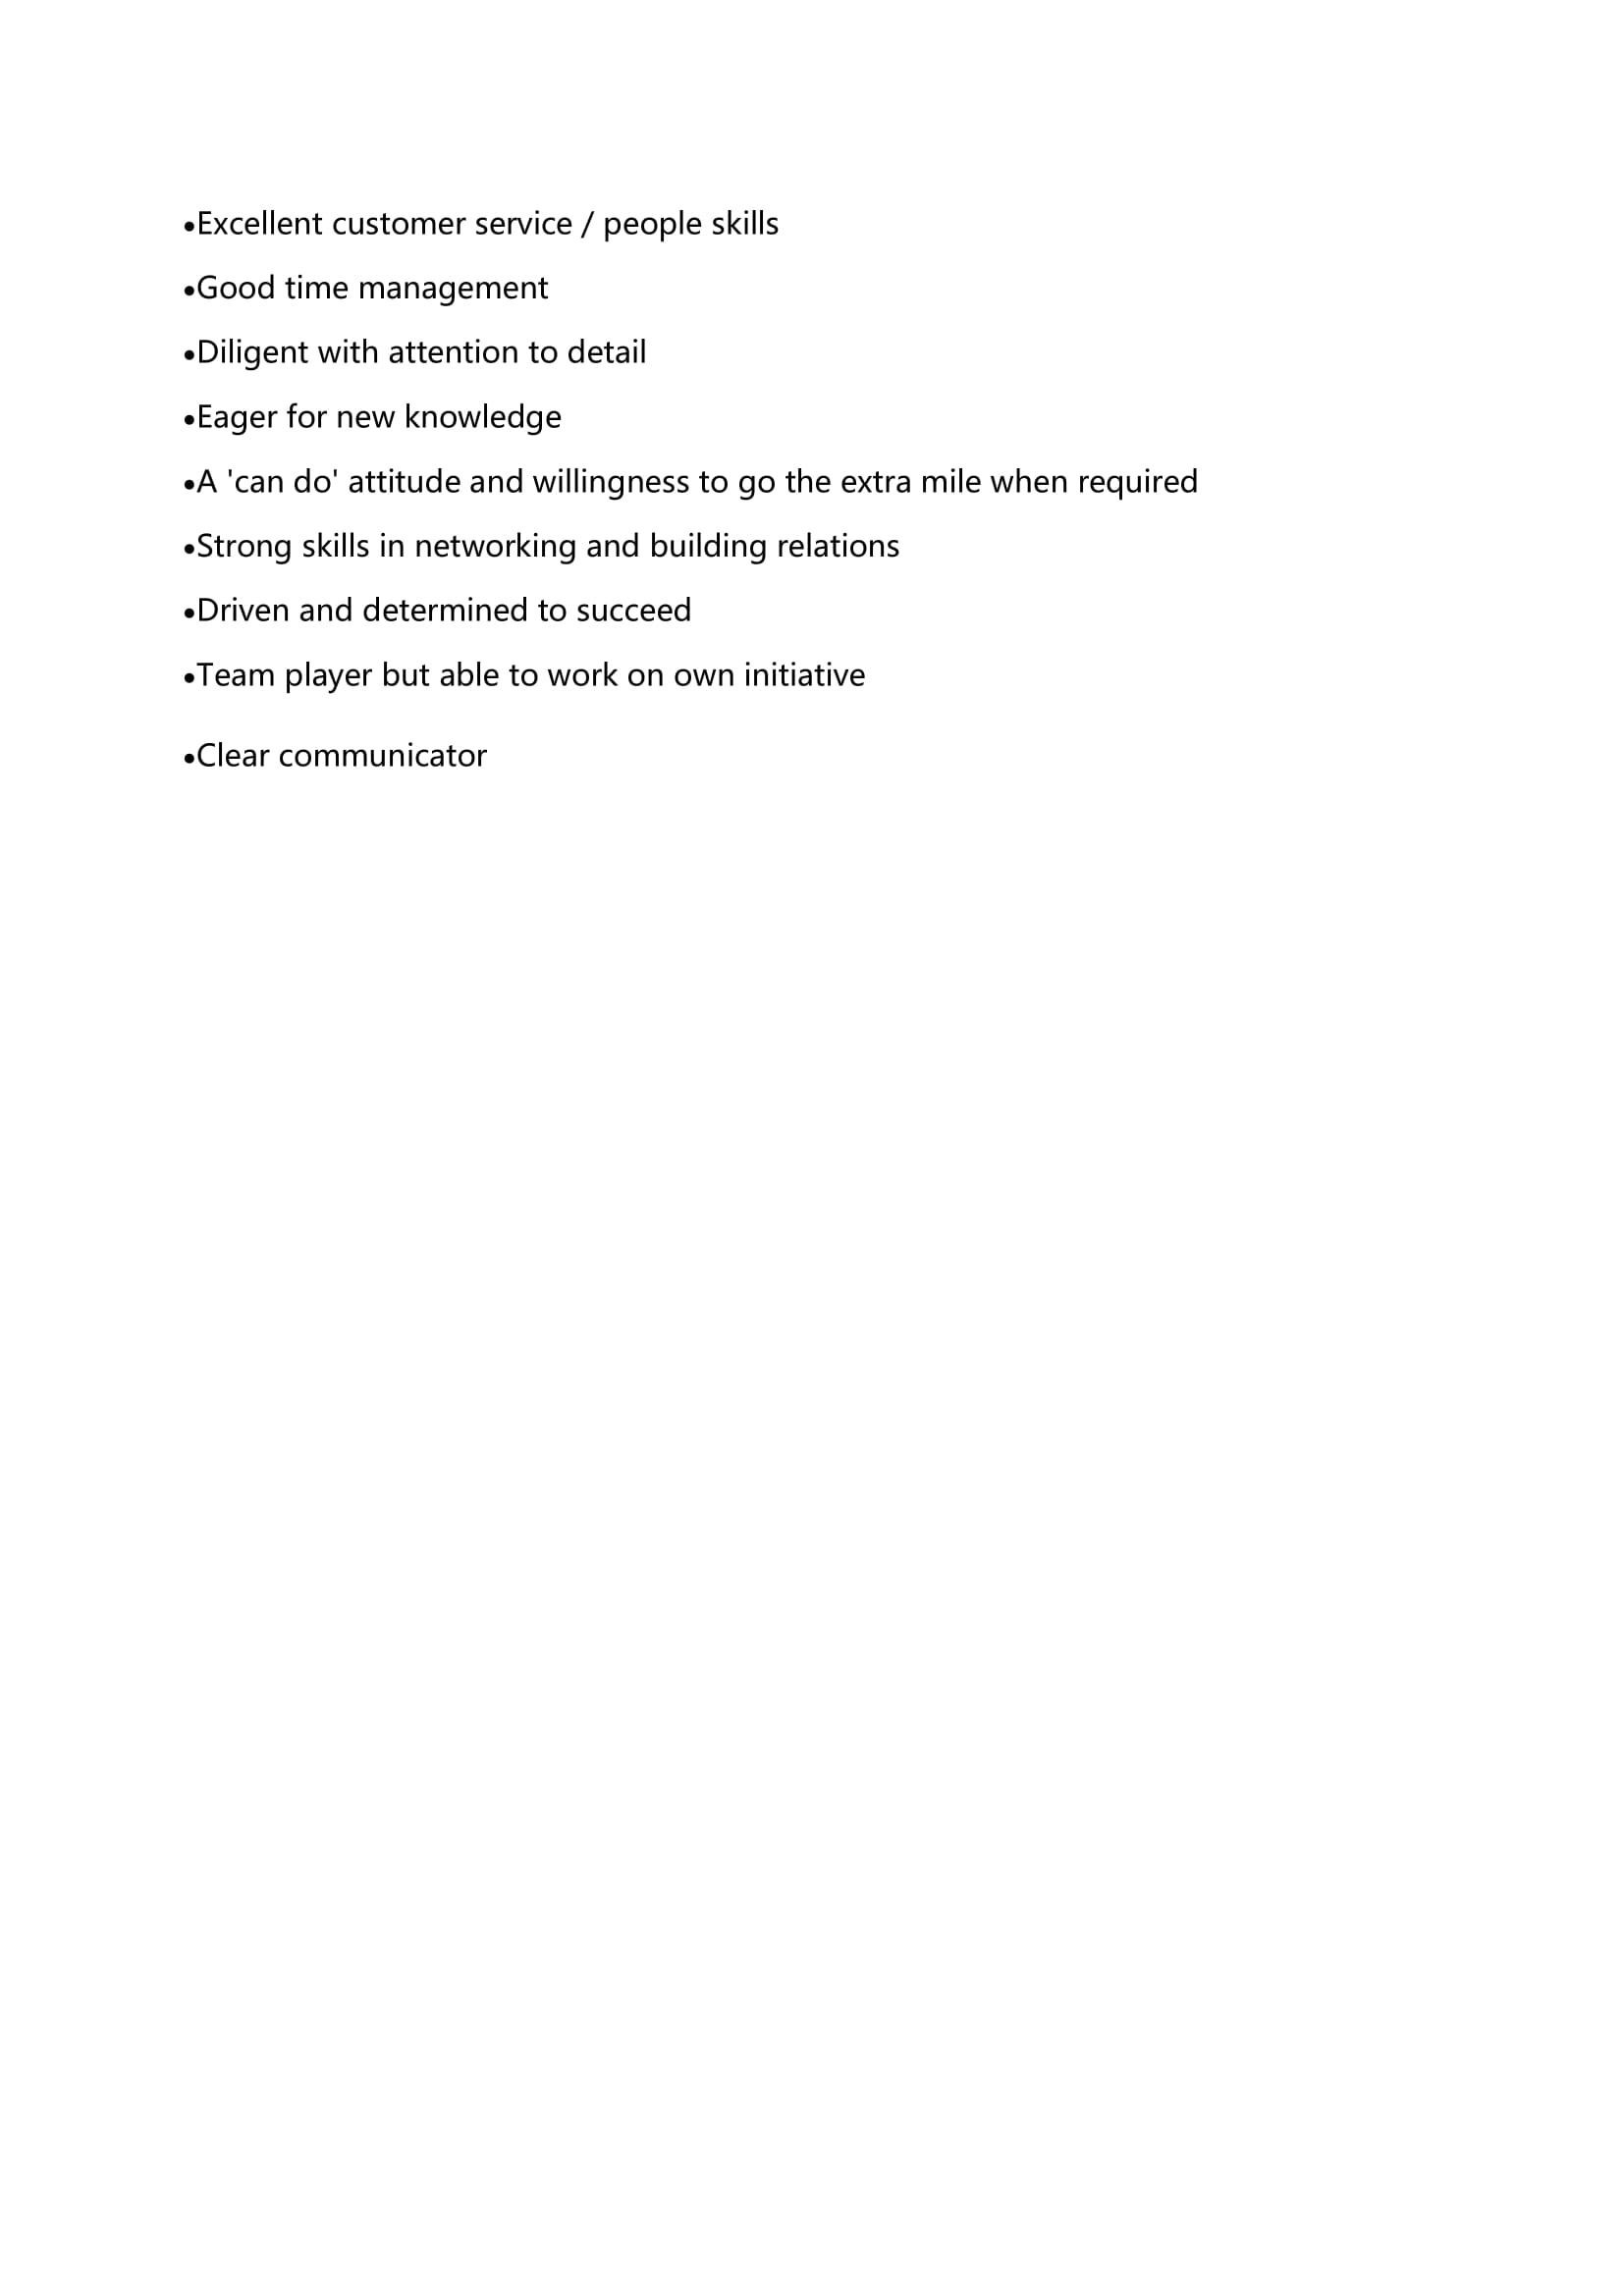 •Excellent customer service / people skills
•Good time management
•Diligent with attention to detail
•Eager for new knowledge
•A 'can do' attitude and willingness to go the extra mile when required
•Strong skills in networking and building relations
•Driven and determined to succeed
•Team player but able to work on own initiative
•Clear communicator